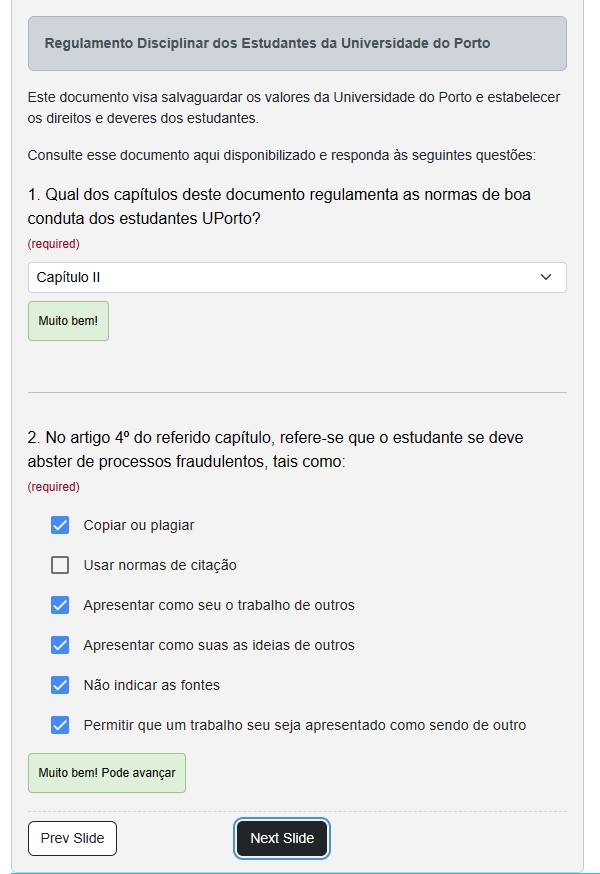 Regulamento Disciplinar dos Estudantes da Universidade do Porto
Este documento visa salvaguardar os valores da Universidade do Porto e estabelecer
os direitos e deveres dos estudantes.
Consulte esse documento aqui disponibilizado e responda às seguintes questões:
1. Qual dos capítulos deste documento regulamenta as normas de boa
conduta dos estudantes UPorto?
(required)
Capítulo II
Muito bem!
2. No artigo 4º do referido capítulo, refere-se que o estudante se deve
abster de processos fraudulentos, tais como:
(required)
Copiar ou plagiar
Usar normas de citação
Apresentar como seu o trabalho de outros
Apresentar como suas as ideias de outros
Não indicar as fontes
Permitir que um trabalho seu seja apresentado como sendo de outro
Muito bem! Pode avançar
Prev Slide Next Slide